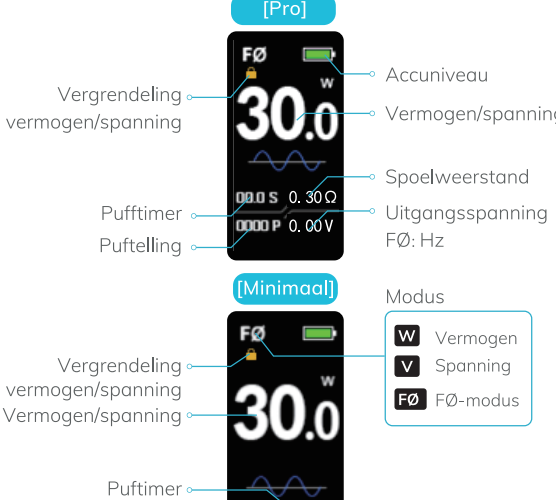 [Pro]
FØ
W
30.0
00.0 S
0.30Ω
0000 P
0.00V
Vergrendeling
vermogen/spanning
Pufftimer
Puftelling
Accuniveau
Vermogen/spanning
Spoelweerstand
Uitgangsspanning
FØ: Hz
[Minimaal]
FØ
W
30.0
Vergrendeling
vermogen/spanning
Vermogen/spanning
Puftimer
Modus
W Vermogen
V Spanning
FØ FØ-modus